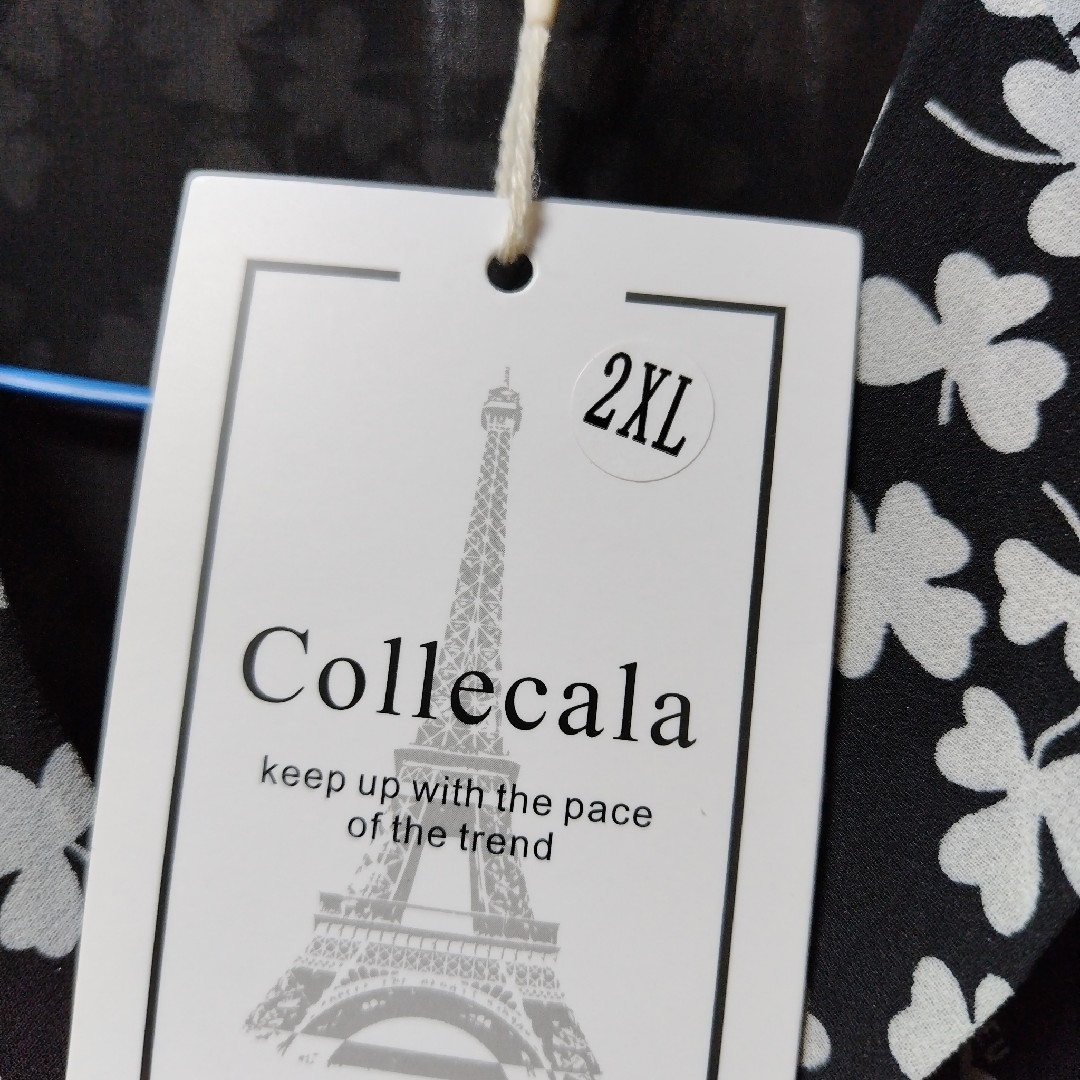 2XL
Collecala
keep up with the pace
of the trend